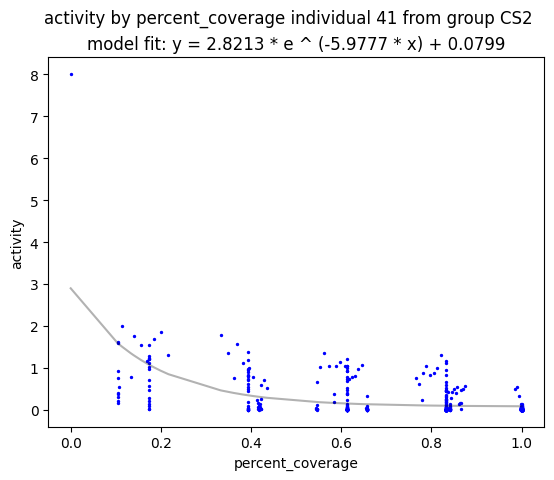 activity by percent_coverage individual 41 from group CS2
model fit: y = 2.8213 * e ^ (-5.9777 * x) + 0.0799
8
7
6
5
4
3
2
1
0
activity
0.0 0.2 0.4 0.6 0.8 1.0
percent_coverage